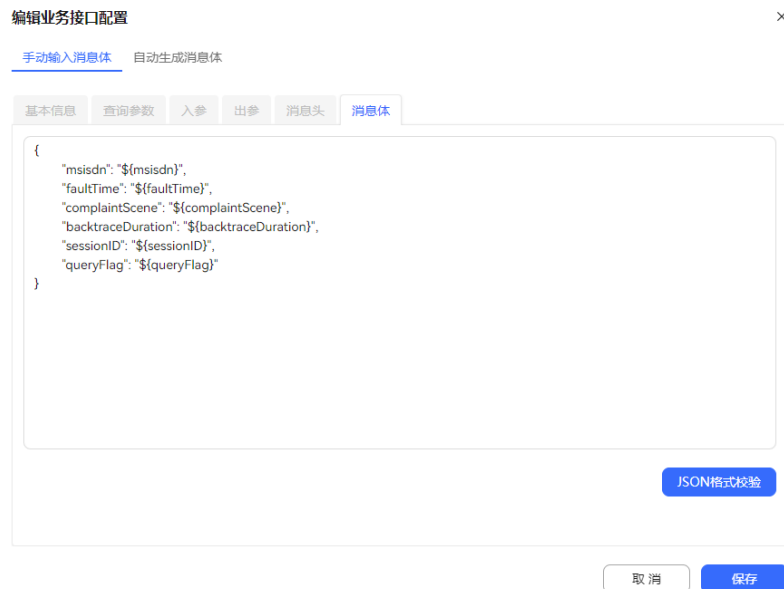 编辑业务接口配置
手动输入消息体 自动生成消息体
基本信息 查询参数 入参 出参 消息头 消息体
{
"msisdn": "${msisdn}",
"faultTime": "${faultTime}",
"complaintScene": "${complaintScene}",
"backtraceDuration": "${backtraceDuration}",
"sessionID": "${sessionID}",
"queryFlag": "${queryFlag}"
}
JSON格式校验
取消 保存